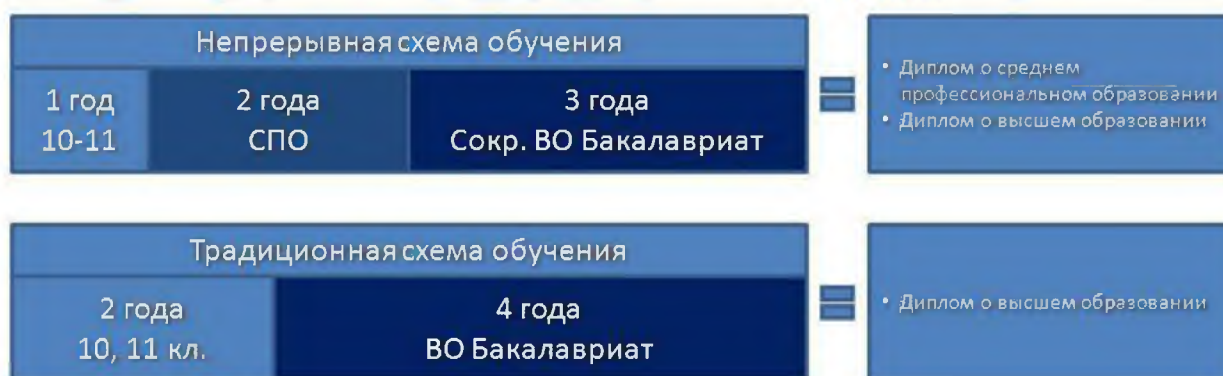 Непрерывная схема обучения
1 год
10-11
2 года
СПО
3 года
Сокр. ВО Бакалавриат
• Диплом о среднем
профессиональном образовании
• Диплом о высшем образовании
Традиционная схема обучения
2 года
10, 11 кл.
4 года
ВО Бакалавриат
• Диплом о высшем образовании